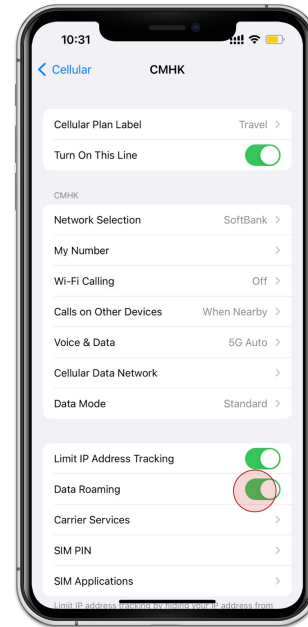 10:31
Cellular CMHK
Cellular Plan Label Travel
Turn On This Line
CMHK
Network Selection SoftBank
My Number
Wi-Fi Calling Off
Calls on Other Devices When Nearby
Voice & Data 5G Auto
Cellular Data Network
Data Mode Standard
Limit IP Address Tracking
Data Roaming
Carrier Services
SIM PIN
SIM Applications
Limit IP address tracking by hiding your IP address from